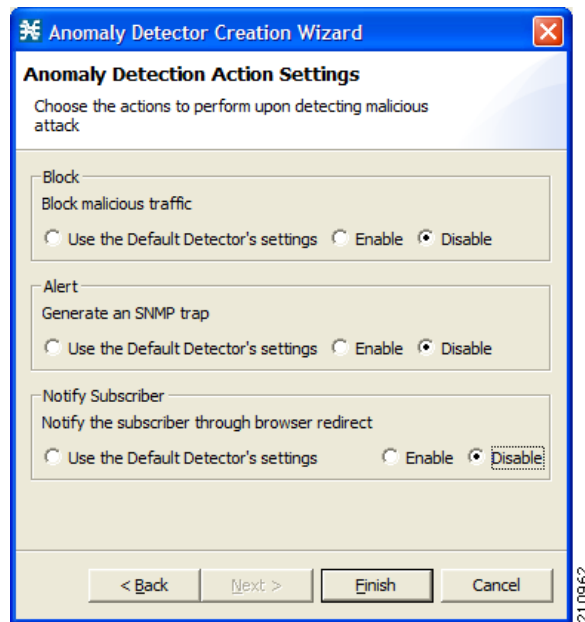 Anomaly Detector Creation Wizard
Anomaly Detection Action Settings
Choose the actions to perform upon detecting malicious
attack
Block
Block malicious traffic
Use the Default Detector's settings Enable Disable
Alert
Generate an SNMP trap
Use the Default Detector's settings Enable Disable
Notify Subscriber
Notify the subscriber through browser redirect
Use the Default Detector's settings Enable Disable
< Back Next > Finish Cancel
210962